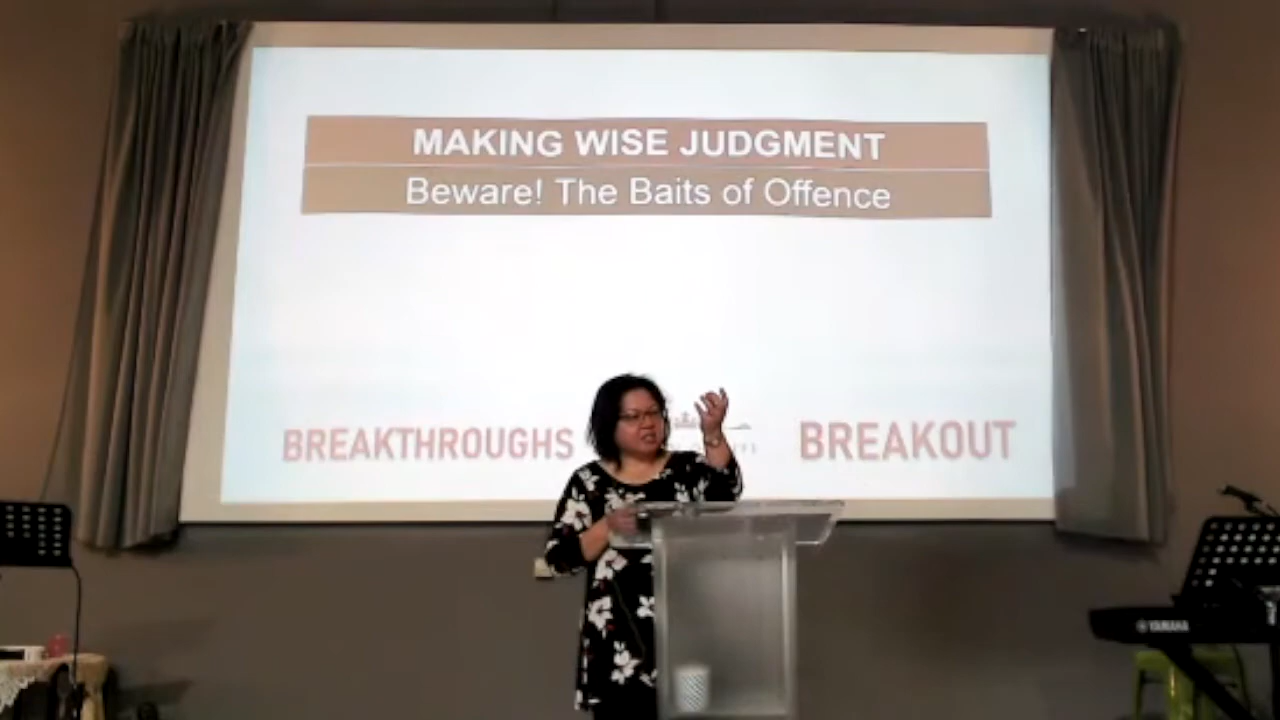 MAKING WISE JUDGMENT
Beware! The Baits of Offence
BREAKTHROUGHS
BREAKOUT
YAMAHA